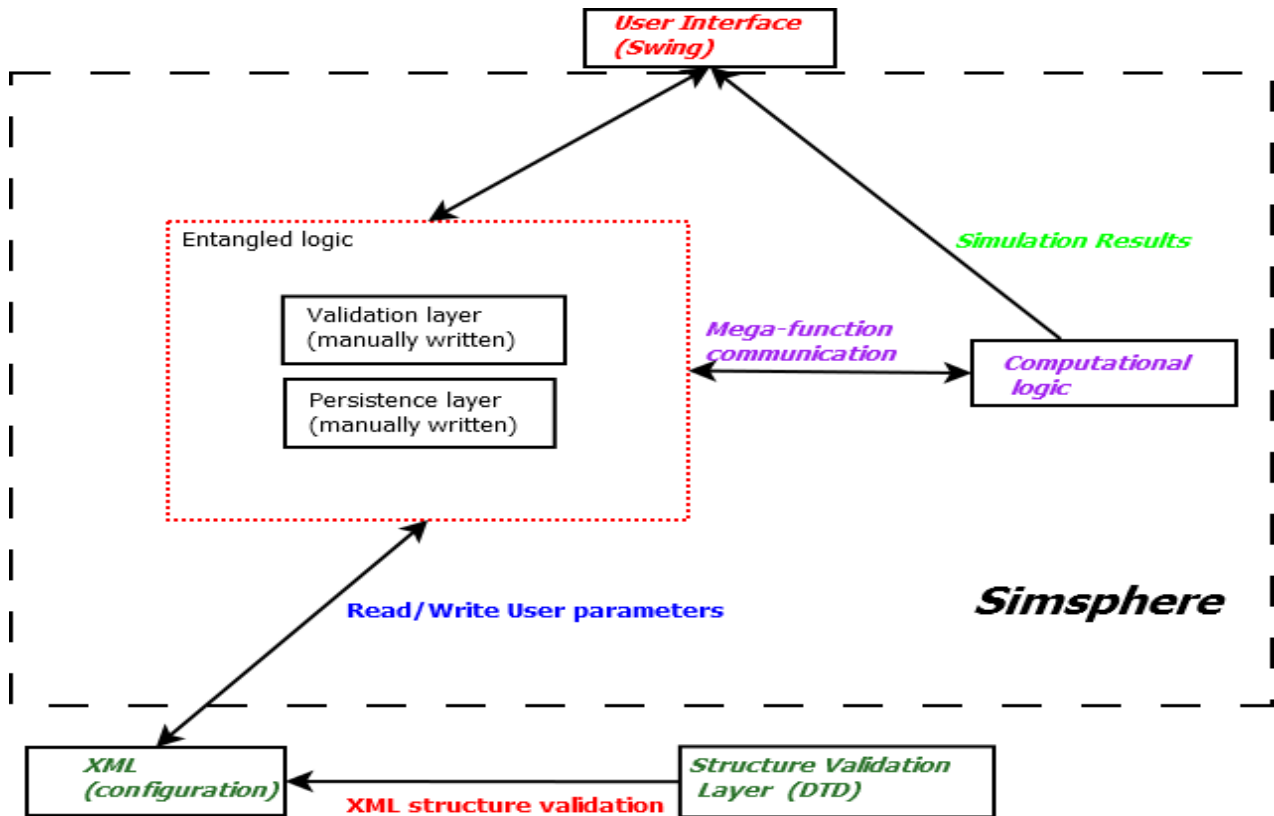 User Interface
(Swing)
Entangled logic
Simulation Results
Validation layer
(manually written)
Mega-function
communication
Computational
logic
Persistence layer
(manually written)
Simsphere
Read/Write User parameters
XML
(configuration)
Structure Validation
Layer (DTD)
XML structure validation